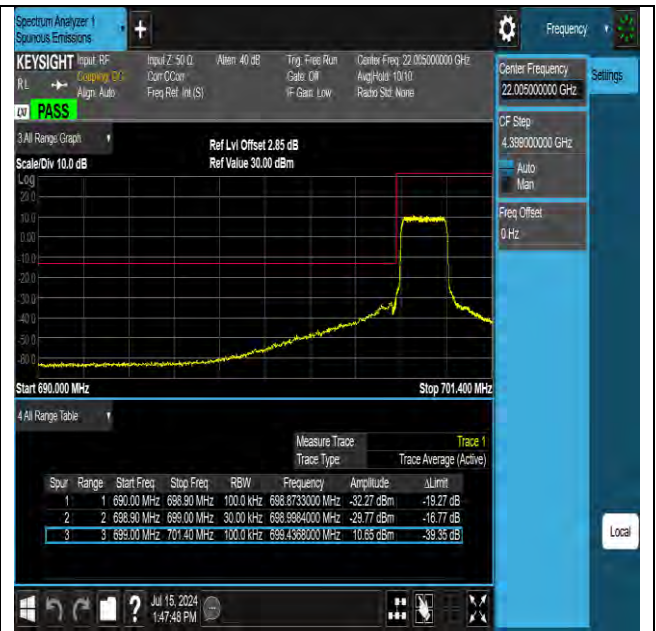 Spectrum Analyzer 1
Spurious Emissions
Frequency
KEYSIGHT Input: RF Input Z: 50 Ω Atten: 40 dB Trig: Free Run Center Freq: 22.005000000 GHz
RL Coupling: DC Corr CCorr Gate: Off Avg|Hold: 10/10
Align: Auto Freq Ref: Int (S) IF Gain: Low Radio Std: None
PASS
Center Frequency
22.005000000 GHz
Settings
CF Step
4.399000000 GHz
Auto
Man
Freq Offset
0 Hz
3 All Range Graph
Ref Lvl Offset 2.85 dB
Scale/Div 10.0 dB Ref Value 30.00 dBm
Log
20.0
10.0
0.00
-10.0
-20.0
-30.0
-40.0
-50.0
-60.0
Start 690.000 MHz Stop 701.400 MHz
4 All Range Table
Measure Trace Trace 1
Trace Type Trace Average (Active)
Spur Range Start Freq Stop Freq RBW Frequency Amplitude ΔLimit
1 1 690.00 MHz 698.90 MHz 100.0 kHz 698.8733000 MHz -32.27 dBm -19.27 dB
2 2 698.90 MHz 699.00 MHz 30.00 kHz 698.9984000 MHz -29.77 dBm -16.77 dB
3 3 699.00 MHz 701.40 MHz 100.0 kHz 699.4368000 MHz 10.65 dBm -39.35 dB
Local
?
Jul 15, 2024
1:47:48 PM